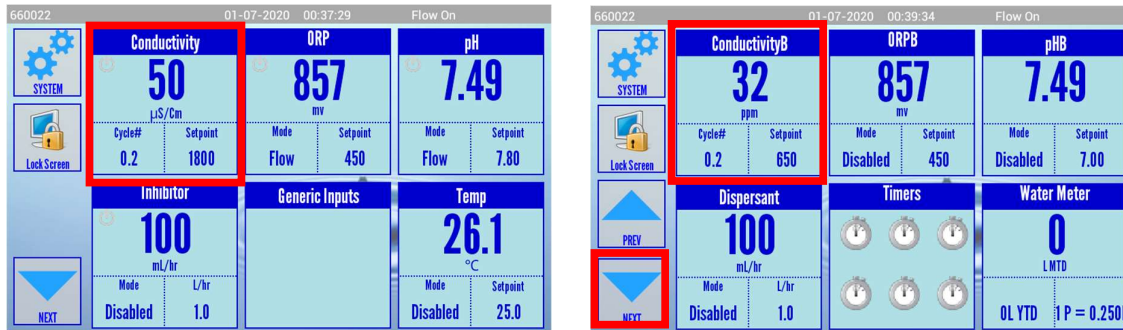 660022 01-07-2020 00:37:29 Flow On
SYSTEM
Lock Screen
NEXT
Conductivity
50
µS/Cm
Cycle# Setpoint
0.2 1800
ORP
857
mv
Mode Setpoint
Flow 450
pH
7.49
Mode Setpoint
Flow 7.80
Inhibitor
100
mL/hr
Mode L/hr
Disabled 1.0
Generic Inputs
Temp
26.1
°C
Mode Setpoint
Disabled 25.0
660022 01-07-2020 00:39:34 Flow On
SYSTEM
Lock Screen
PREV
NEXT
ConductivityB
32
ppm
Cycle# Setpoint
0.2 650
ORPB
857
mv
Mode Setpoint
Disabled 450
pHB
7.49
Mode Setpoint
Disabled 7.00
Dispersant
100
mL/hr
Mode L/hr
Disabled 1.0
Timers
Water Meter
0
L MTD
0L YTD 1 P = 0.250